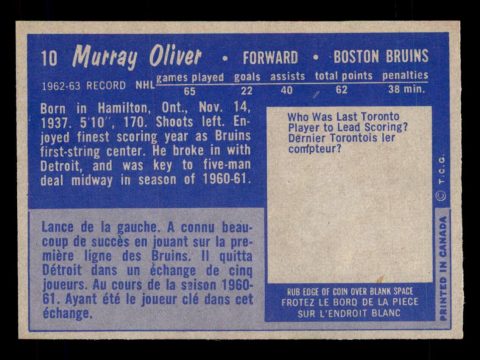 10 Murray Oliver • FORWARD • BOSTON BRUINS
games played goals assists total points penalties
1962-63 RECORD NHL 65 22 40 62 38 min.
Born in Hamilton, Ont., Nov. 14,
1937. 5'10", 170. Shoots left. En-
joyed finest scoring year as Bruins
first-string center. He broke in with
Detroit, and was key to five-man
deal midway in season of 1960-
61.
Lance de la gauche. A connu beau-
coup de succès en jouant sur la pre-
mière ligne des Bruins. Il quitta
Détroit dans un échange de cinq
joueurs. Au cours de la saison 1960-
61. Ayant été le joueur clé dans cet
échange.
Who Was Last Toronto
Player to Lead Scoring?
Dernier Torontois ler
compteur?
RUB EDGE OF COIN OVER BLANK SPACE
FROTEZ LE BORD DE LA PIECE
SUR L'ENDROIT BLANC
PRINTED IN CANADA © T.C.G.